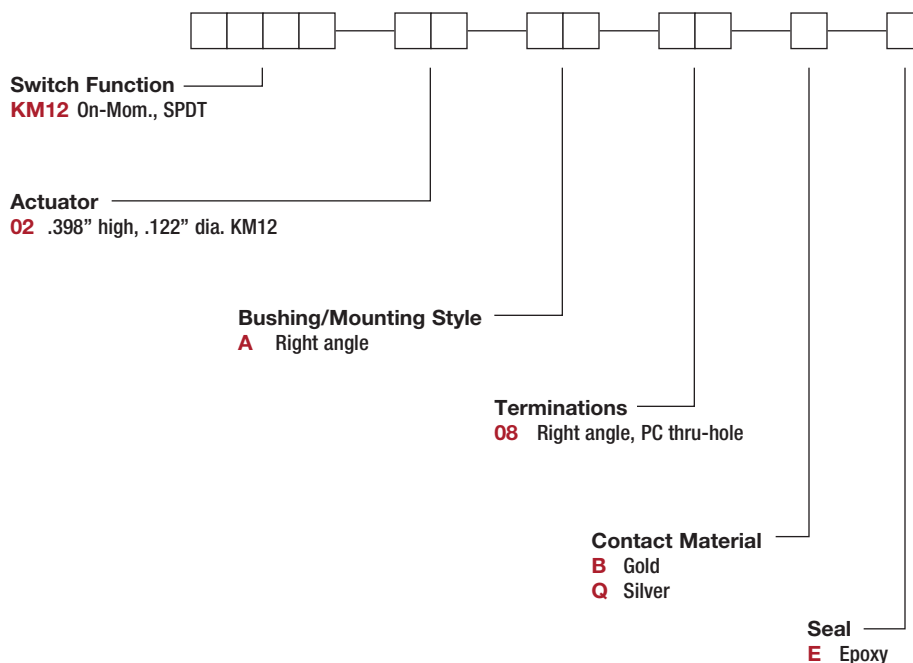 Switch Function
KM12 On-Mom., SPDT
Actuator
02 .398” high, .122” dia. KM12
Bushing/Mounting Style
A Right angle
Terminations
08 Right angle, PC thru-hole
Contact Material
B Gold
Q Silver
Seal
E Epoxy